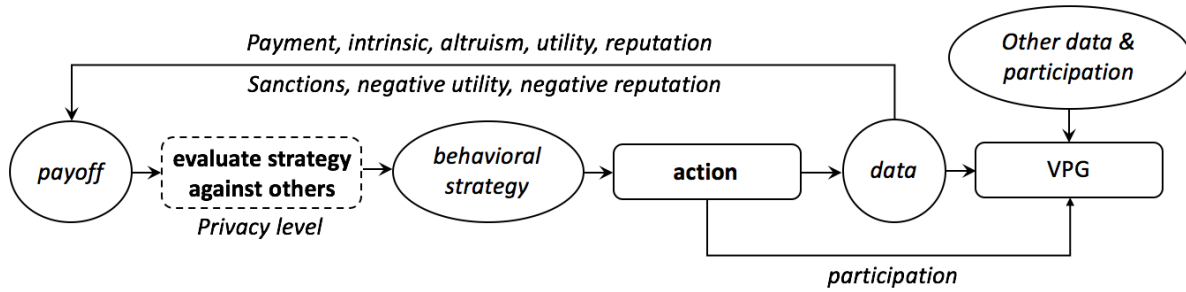 Payment, intrinsic, altruism, utility, reputation
Sanctions, negative utility, negative reputation
Other data &
participation
payoff
evaluate strategy
against others
Privacy level
behavioral
strategy
action
data
VPG
participation